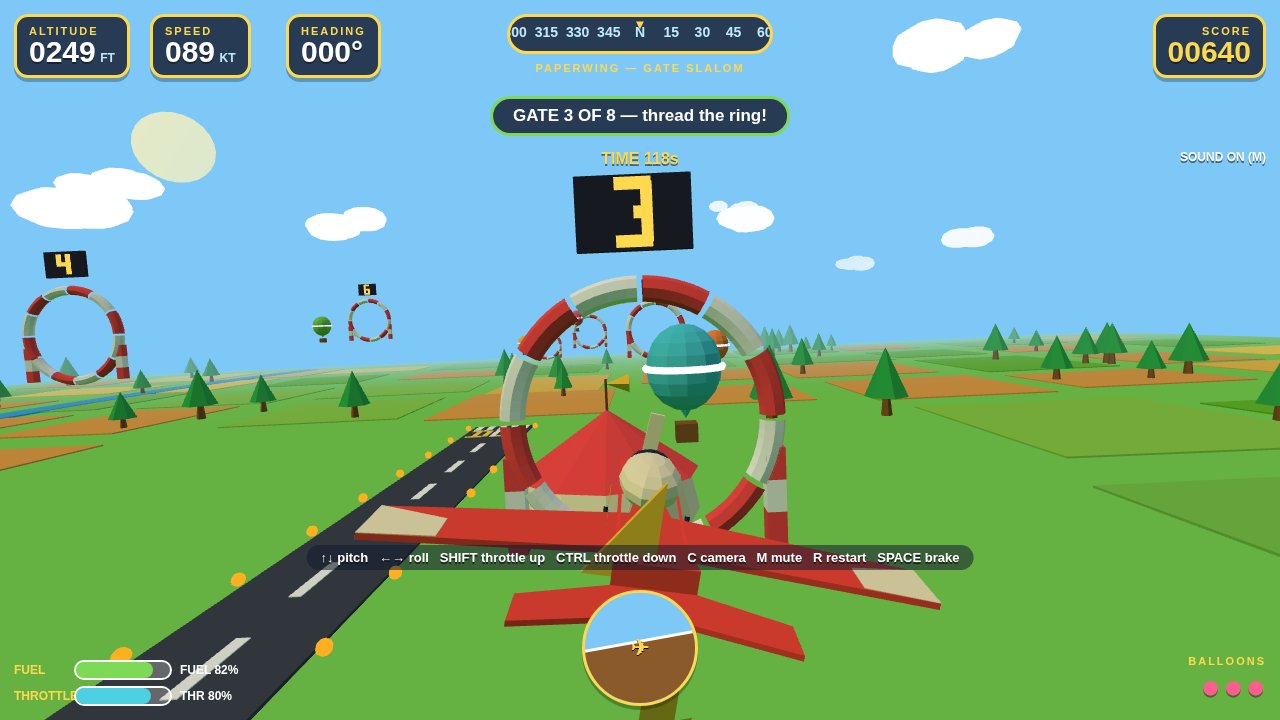 ALTITUDE
0249 FT
SPEED
089 KT
HEADING
000°
315 330 345 N 15 30 45
PAPERWING — GATE SLALOM
SCORE
00640
GATE 3 OF 8 — thread the ring!
TIME 118s
SOUND ON (M)
3
4
6
↑↓ pitch ←→ roll SHIFT throttle up CTRL throttle down C camera M mute R restart SPACE brake
FUEL
FUEL 82%
THROTTLE
THR 80%
BALLOONS